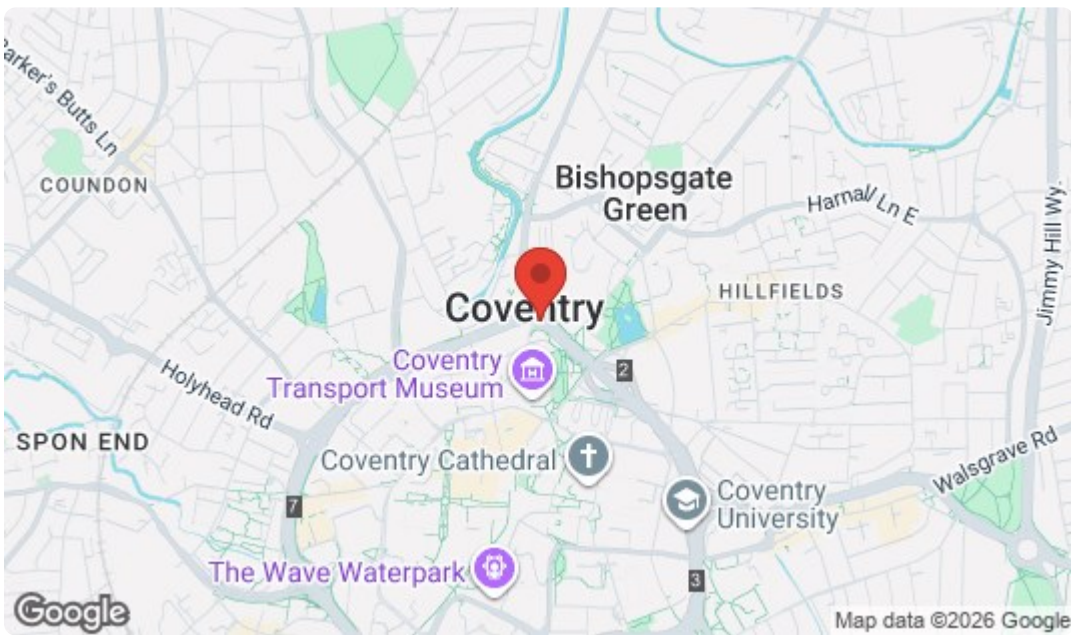 Barker's Butts Ln
COUNDON
Bishopsgate
Green
Harnall Ln E
Jimmy Hill Wy.
HILLFIELDS
Coventry
Coventry
Transport Museum
2
Holyhead Rd
SPON END
Coventry Cathedral
Walsgrave Rd
7
Coventry
University
The Wave Waterpark
3
Google
Map data ©2026 Google